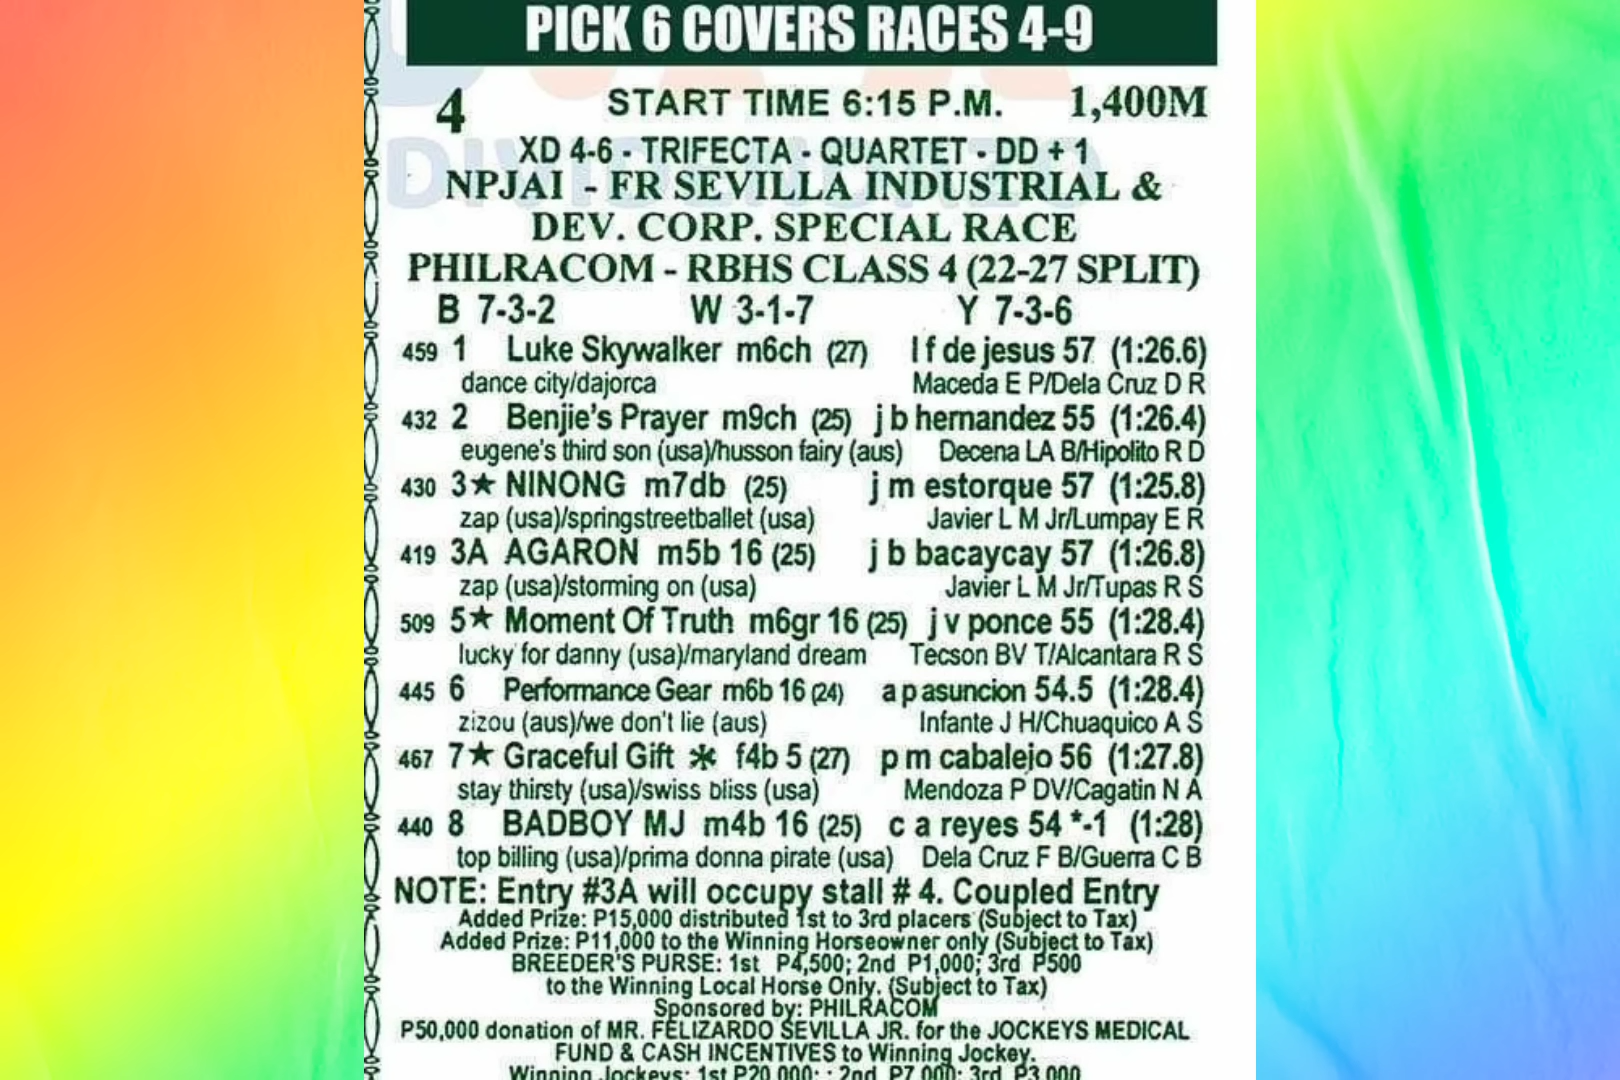 PICK 6 COVERS RACES 4-9
4 START TIME 6:15 P.M. 1,400M
XD 4-6 - TRIFECTA - QUARTET - DD + 1
NPJAI - FR SEVILLA INDUSTRIAL &
DEV. CORP. SPECIAL RACE
PHILRACOM - RBHS CLASS 4 (22-27 SPLIT)
B 7-3-2 W 3-1-7 Y 7-3-6
459 1 Luke Skywalker m6ch (27) l f de jesus 57 (1:26.6)
dance city/dajorca Maceda E P/Dela Cruz D R
432 2 Benjie's Prayer m9ch (25) j b hernandez 55 (1:26.4)
eugene's third son (usa)/husson fairy (aus) Decena LA B/Hipolito R D
430 3★ NINONG m7db (25) j m estorque 57 (1:25.8)
zap (usa)/springstreetballet (usa) Javier L M Jr/Lumpay E R
419 3A AGARON m5b 16 (25) j b bacaycay 57 (1:26.8)
zap (usa)/storming on (usa) Javier L M Jr/Tupas R S
509 5★ Moment Of Truth m6gr 16 (25) j v ponce 55 (1:28.4)
lucky for danny (usa)/maryland dream Tecson BV T/Alcantara R S
445 6 Performance Gear m6b 16 (24) a p asuncion 54.5 (1:28.4)
zizou (aus)/we don't lie (aus) Infante J H/Chuaquico A S
467 7★ Graceful Gift ✻ f4b 5 (27) p m cabalejo 56 (1:27.8)
stay thirsty (usa)/swiss bliss (usa) Mendoza P DV/Cagatin N A
440 8 BADBOY MJ m4b 16 (25) c a reyes 54 *-1 (1:28)
top billing (usa)/prima donna pirate (usa) Dela Cruz F B/Guerra C B
NOTE: Entry #3A will occupy stall # 4. Coupled Entry
Added Prize: P15,000 distributed 1st to 3rd placers (Subject to Tax)
Added Prize: P11,000 to the Winning Horseowner only (Subject to Tax)
BREEDER'S PURSE: 1st P4,500; 2nd P1,000; 3rd P500
to the Winning Local Horse Only. (Subject to Tax)
Sponsored by: PHILRACOM
P50,000 donation of MR. FELIZARDO SEVILLA JR. for the JOCKEYS MEDICAL
FUND & CASH INCENTIVES to Winning Jockey.
Winning Jockeys: 1st P20,000; : 2nd P7,000; 3rd P3,000